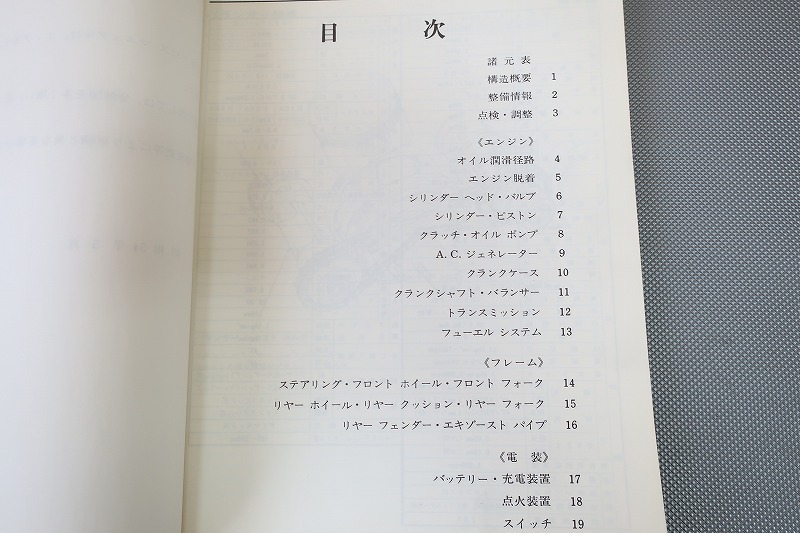 目 次
諸元表
構造概要 1
整備情報 2
点検・調整 3
《エンジン》
オイル潤滑径路 4
エンジン脱着 5
シリンダー ヘッド・バルブ 6
シリンダー・ピストン 7
クラッチ・オイル ポンプ 8
A.C. ジェネレーター 9
クランクケース 10
クランクシャフト・バランサー 11
トランスミッション 12
フューエル システム 13
《フレーム》
ステアリング・フロント ホイール・フロント フォーク 14
リヤー ホイール・リヤー クッション・リヤー フォーク 15
リヤー フェンダー・エキゾースト パイプ 16
《電 装》
バッテリー・充電装置 17
点火装置 18
スイッチ 19